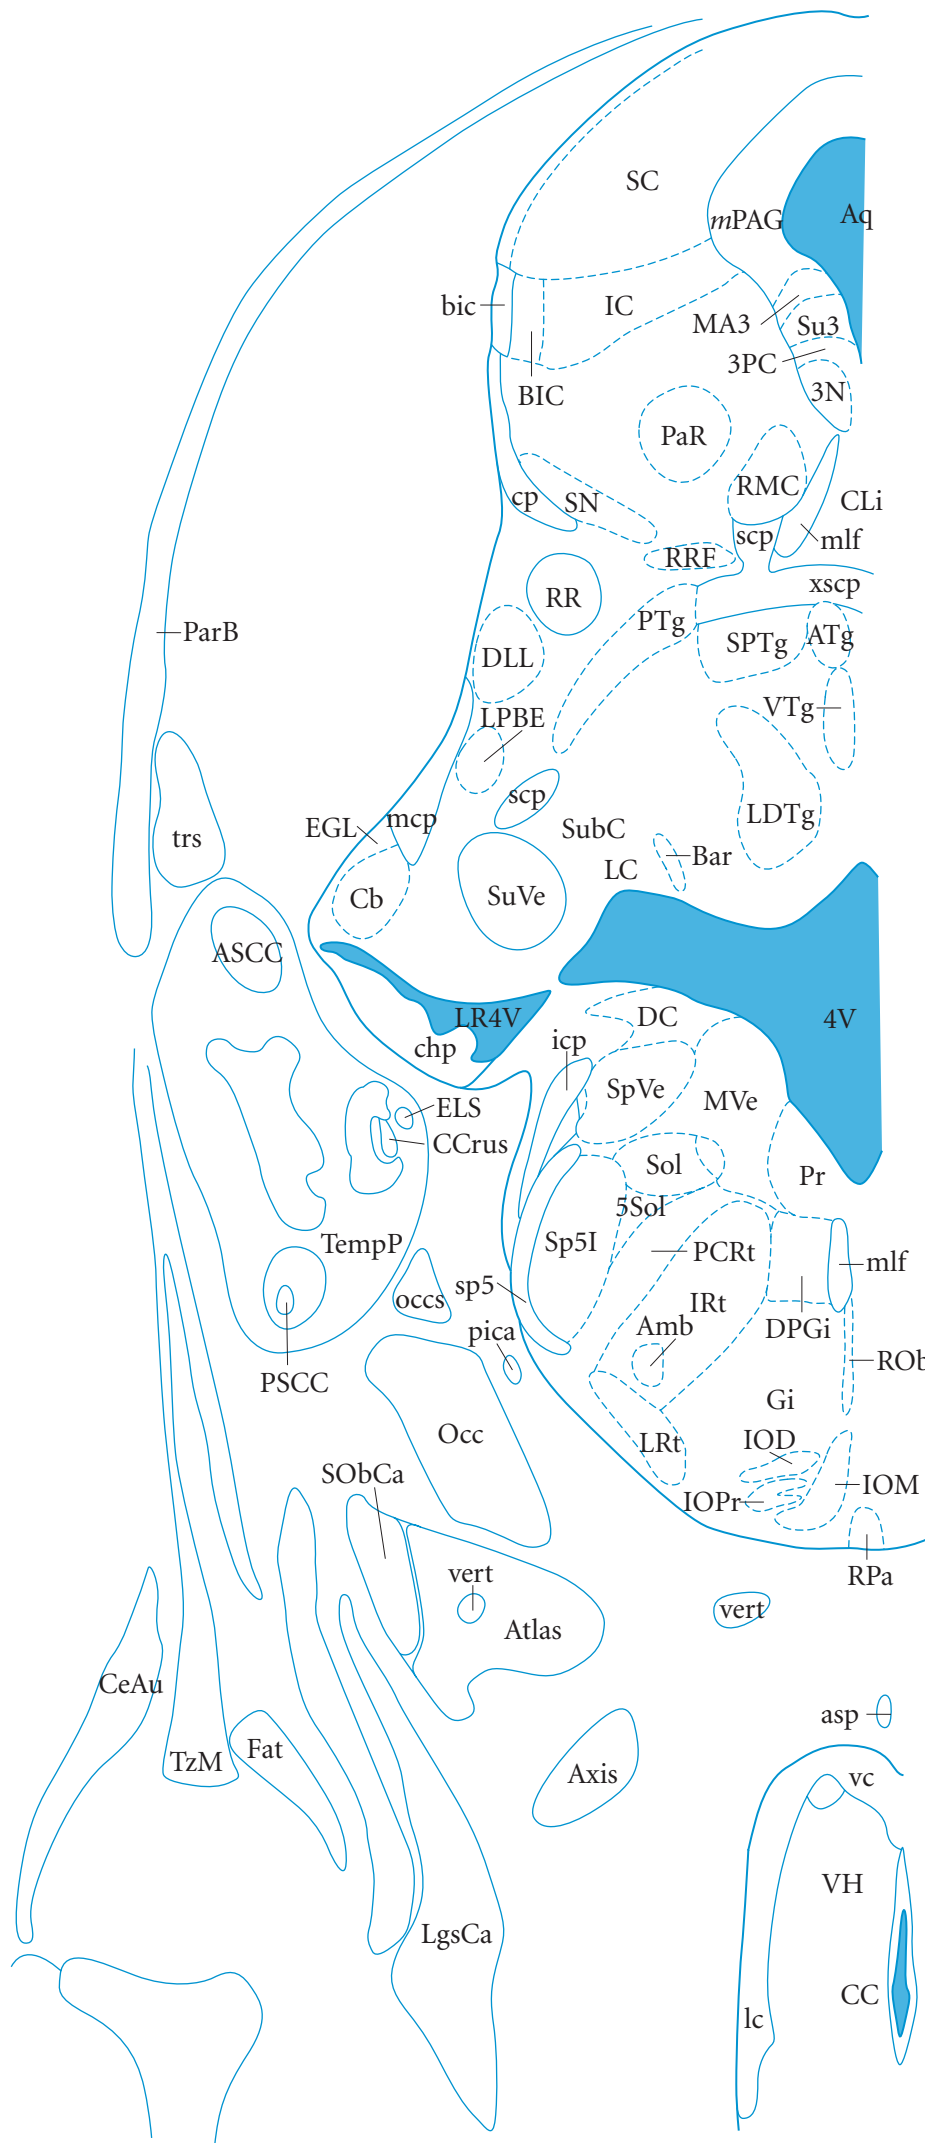 SC
mPAG
Aq
bic
IC
MA3
Su3
3PC
BIC
3N
PaR
RMC
cp
SN
CLi
scp
mlf
RRF
xscp
RR
PTg
ParB
SPTg
ATg
DLL
VTg
LPBE
scp
EGL
mcp
SubC
LDTg
trs
LC
Bar
Cb
SuVe
ASCC
LR4V
DC
4V
chp
icp
SpVe
MVe
ELS
CCrus
Sol
Pr
5Sol
TempP
Sp5I
PCRt
mlf
sp5
occs
IRt
Amb
DPGi
pica
ROb
PSCC
Gi
Occ
LRt
IOD
SObCa
IOPr
IOM
vert
RPa
vert
Atlas
CeAu
asp
TzM
Fat
Axis
vc
VH
LgsCa
CC
lc